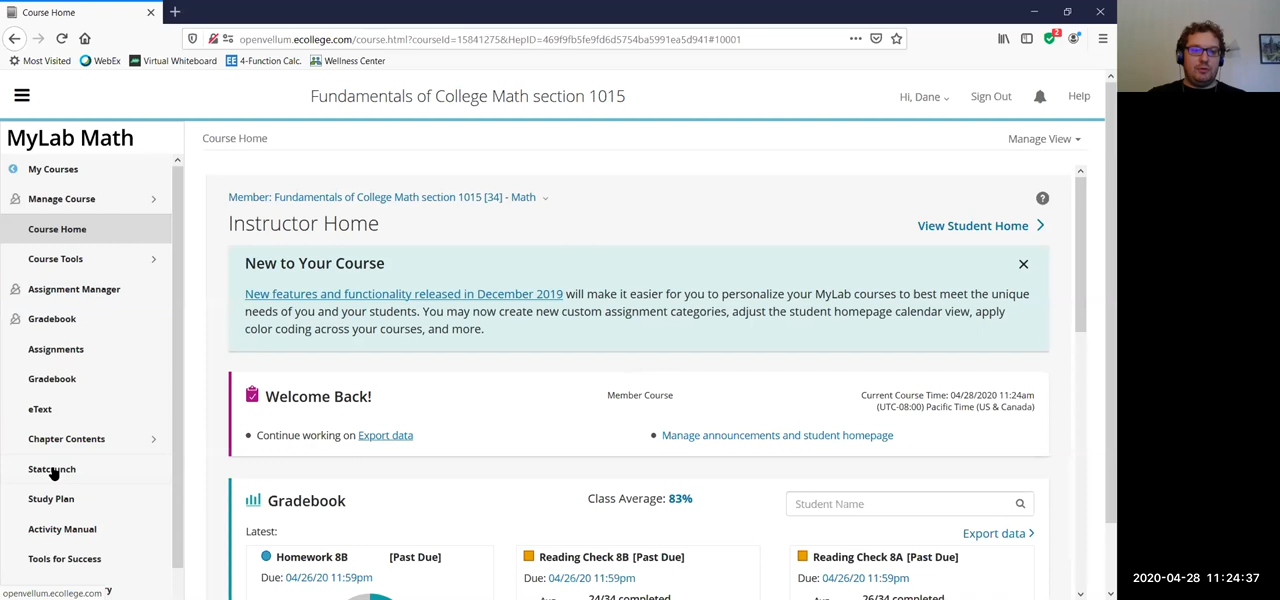 Course Home
openvellum.ecollege.com/course.html?courseId=15841275&HepID=469f9fb5fe9fd6d5754ba5991ea5d941#10001
2
Most Visited WebEx Virtual Whiteboard 4-Function Calc. Wellness Center
Fundamentals of College Math section 1015
Hi, Dane Sign Out Help
MyLab Math
My Courses
Manage Course
Course Home
Course Tools
Assignment Manager
Gradebook
Assignments
Gradebook
eText
Chapter Contents
Statcrunch
Study Plan
Activity Manual
Tools for Success
openvellum.ecollege.com
Course Home
Manage View
Member: Fundamentals of College Math section 1015 [34] - Math
Instructor Home
View Student Home
New to Your Course
New features and functionality released in December 2019 will make it easier for you to personalize your MyLab courses to best meet the unique
needs of you and your students. You may now create new custom assignment categories, adjust the student homepage calendar view, apply
color coding across your courses, and more.
Welcome Back!
Member Course
Current Course Time: 04/28/2020 11:24am
(UTC-08:00) Pacific Time (US & Canada)
Continue working on Export data
Manage announcements and student homepage
Gradebook
Class Average: 83%
Student Name
Latest:
Export data
Homework 8B [Past Due]
Due: 04/26/20 11:59pm
Reading Check 8B [Past Due]
Due: 04/26/20 11:59pm
24/34 completed
Reading Check 8A [Past Due]
Due: 04/26/20 11:59pm
26/34 completed
2020-04-28 11:24:37